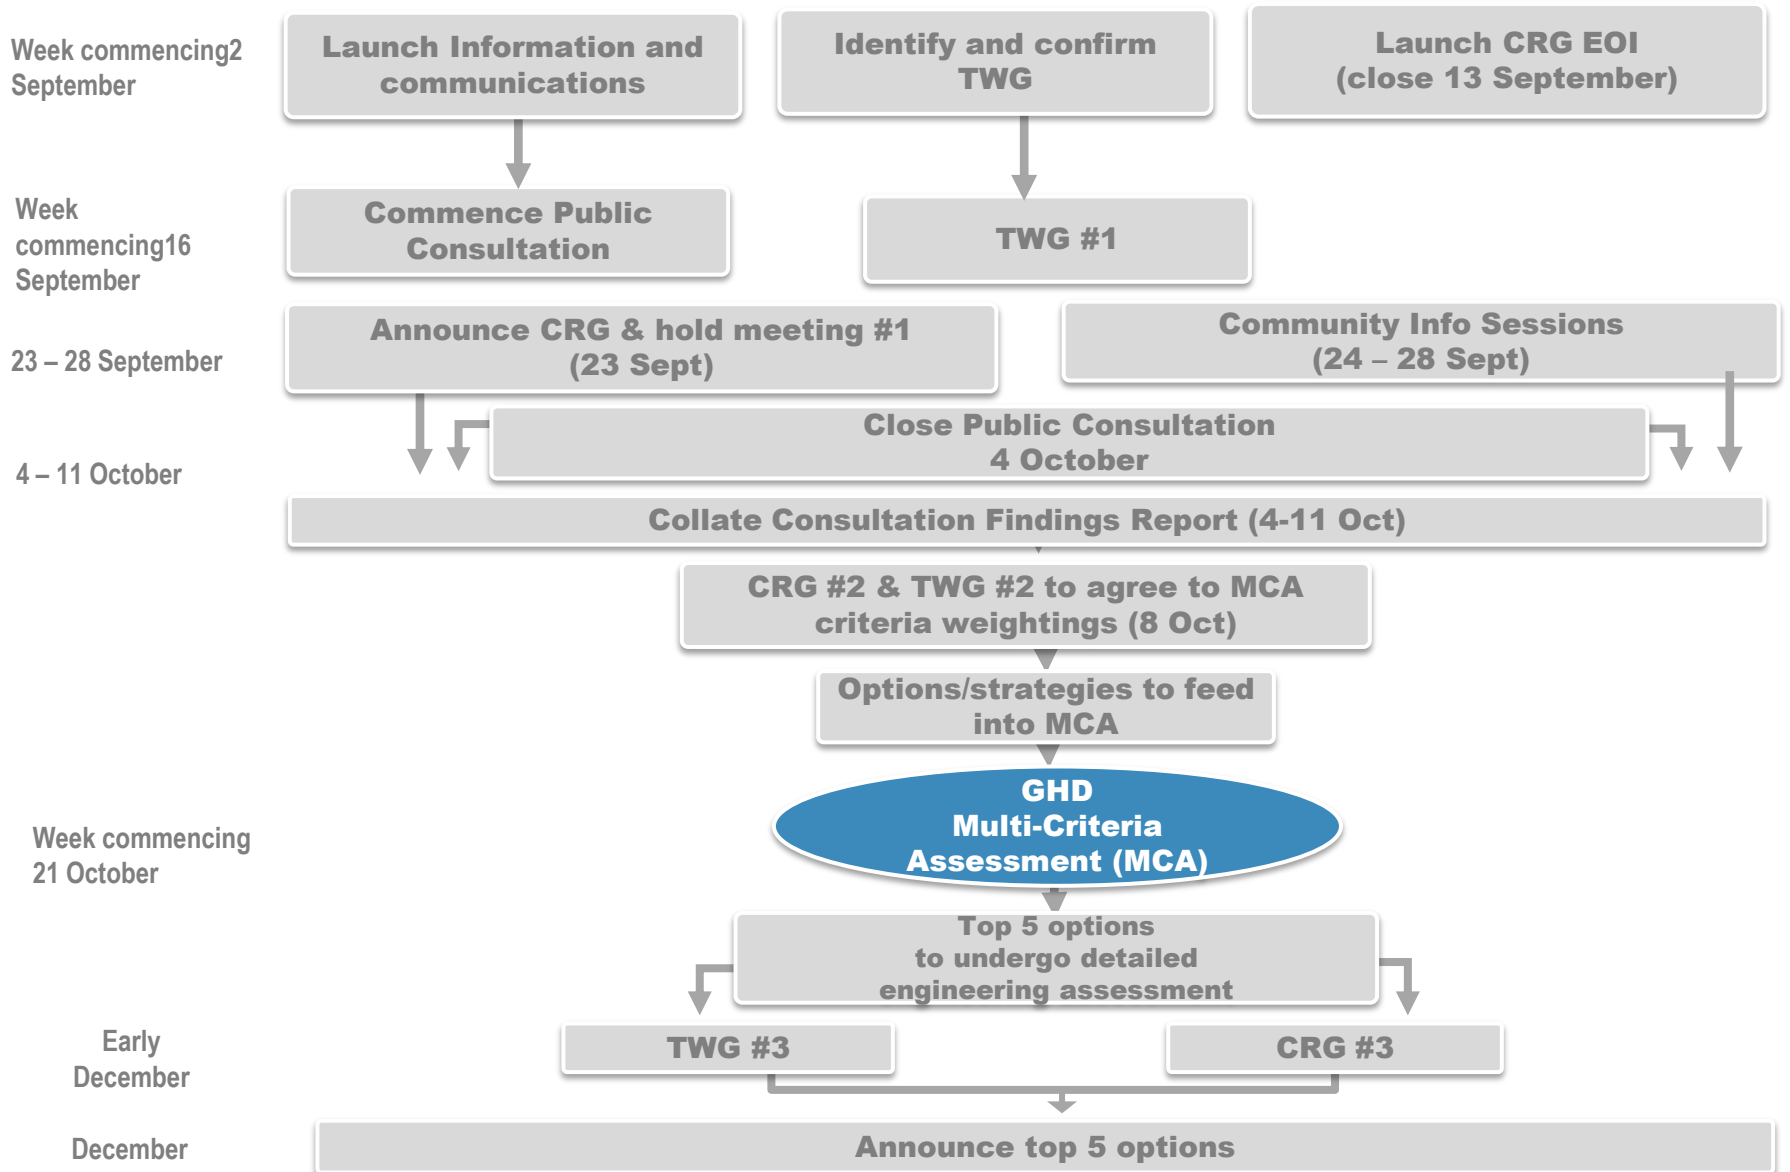 Week commencing2
September
Launch Information and
communications
Identify and confirm
TWG
Launch CRG EOI
(close 13 September)
Week
commencing16
September
Commence Public
Consultation
TWG #1
23 – 28 September
Announce CRG & hold meeting #1
(23 Sept)
Community Info Sessions
(24 – 28 Sept)
4 – 11 October
Close Public Consultation
4 October
Collate Consultation Findings Report (4-11 Oct)
CRG #2 & TWG #2 to agree to MCA
criteria weightings (8 Oct)
Options/strategies to feed
into MCA
Week commencing
21 October
GHD
Multi-Criteria
Assessment (MCA)
Top 5 options
to undergo detailed
engineering assessment
Early
December
TWG #3
CRG #3
December
Announce top 5 options